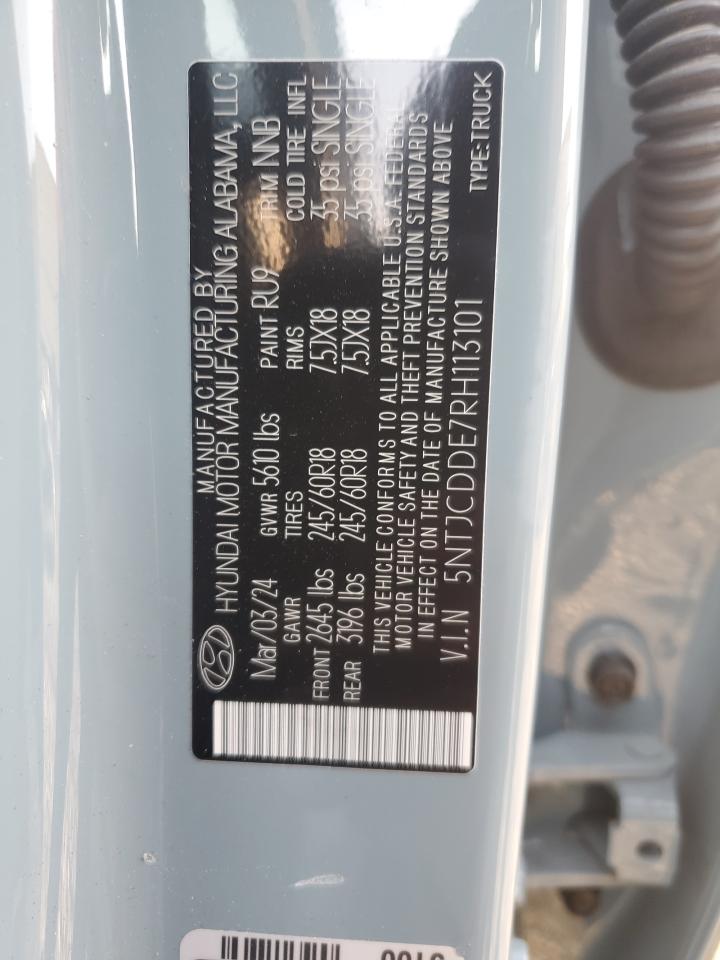 MANUFACTURED BY
HYUNDAI MOTOR MANUFACTURING ALABAMA, LLC
Mar/03/24 GVWR 5610 lbs PAINT RU9 TRIM NNB
GAWR TIRES RIMS COLD TIRE INFL
FRONT 2645 lbs 245/60R18 7.5JX18 35 psi SINGLE
REAR 3196 lbs 245/60R18 7.5JX18 35 psi SINGLE
THIS VEHICLE CONFORMS TO ALL APPLICABLE U.S.A. FEDERAL
MOTOR VEHICLE SAFETY AND THEFT PREVENTION STANDARDS
IN EFFECT ON THE DATE OF MANUFACTURE SHOWN ABOVE
V.I.N 5NTJCDDE7RH113101 TYPE:TRUCK